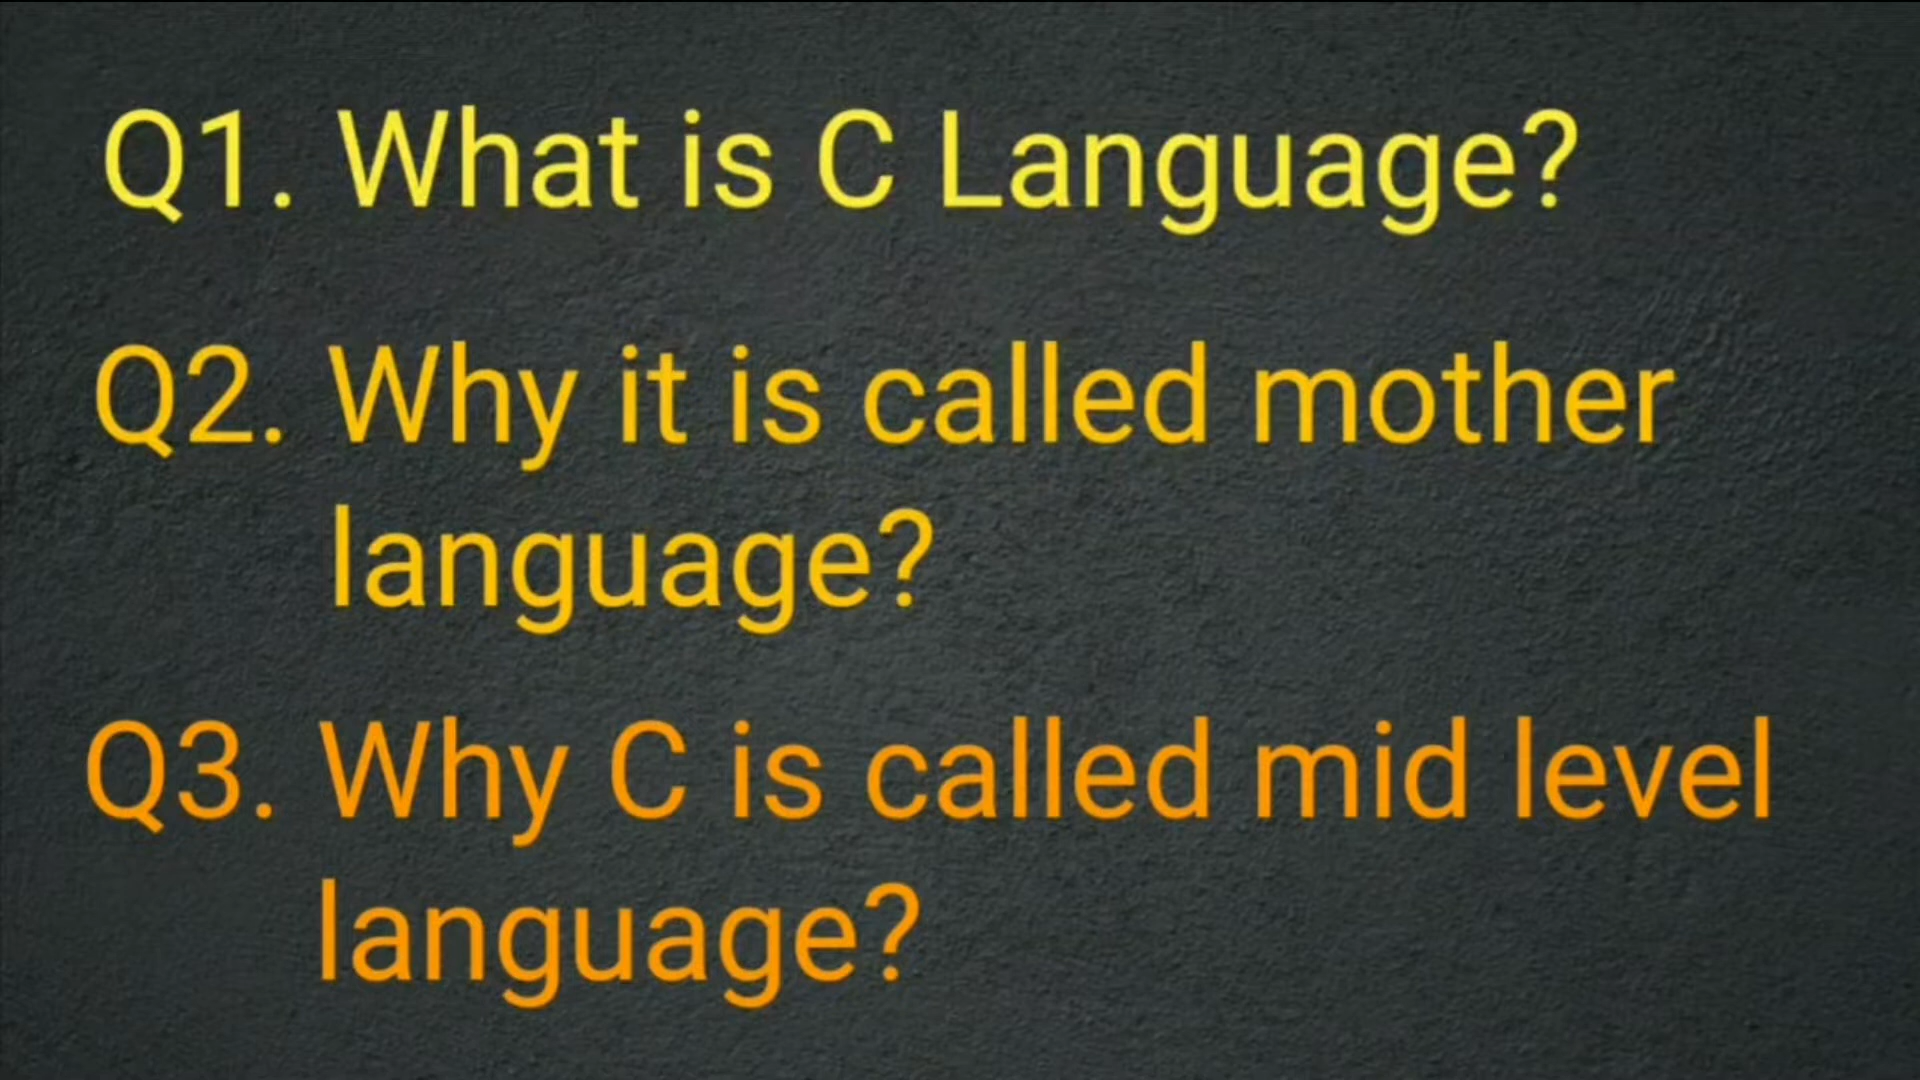 Q1. What is C Language?
Q2. Why it is called mother
language?
Q3. Why C is called mid level
language?